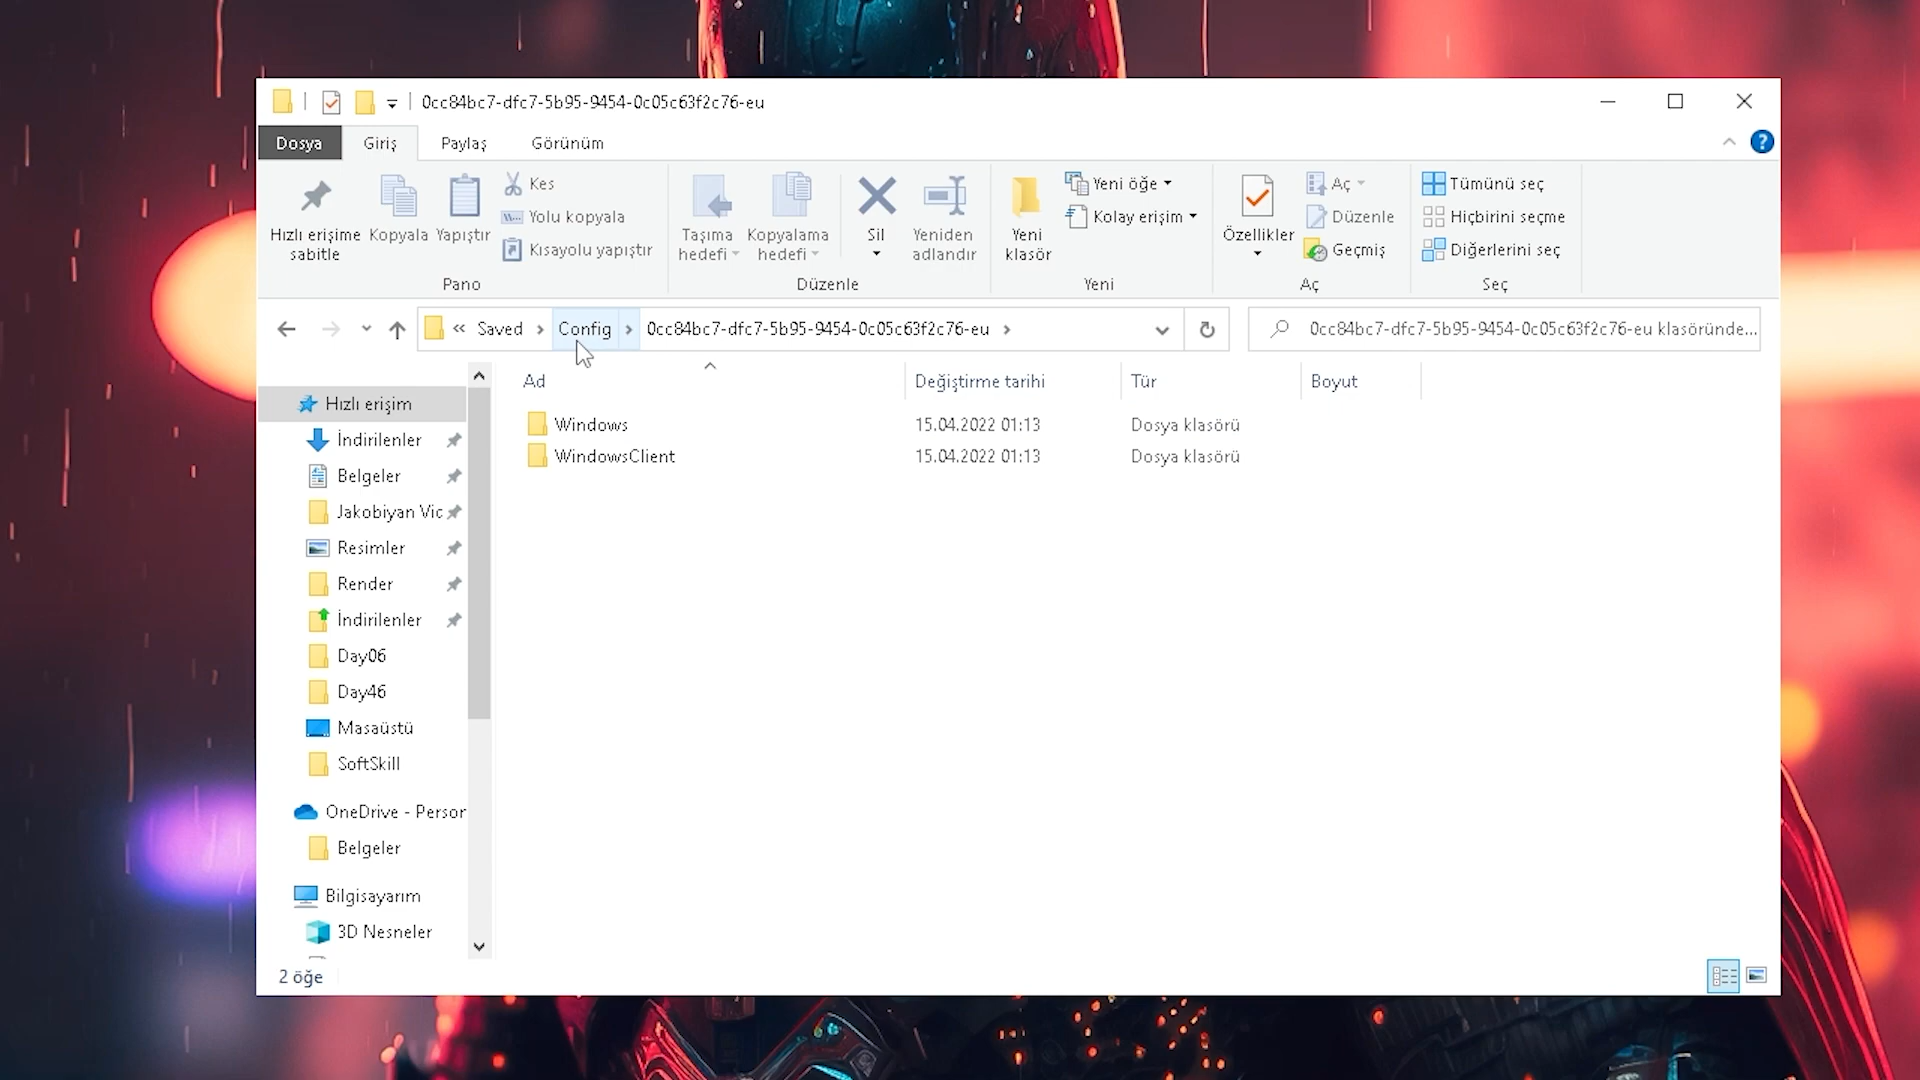 0cc84bc7-dfc7-5b95-9454-0c05c63f2c76-eu
Dosya
Giriş
Paylaş
Görünüm
Hızlı erişime sabitle
Kopyala
Yapıştır
Kes
Yolu kopyala
Kısayolu yapıştır
Pano
Taşıma hedefi
Kopyalama hedefi
Sil
Yeniden adlandır
Düzenle
Yeni klasör
Yeni öğe
Kolay erişim
Yeni
Özellikler
Aç
Düzenle
Geçmiş
Aç
Tümünü seç
Hiçbirini seçme
Diğerlerini seç
Seç
« Saved > Config > 0cc84bc7-dfc7-5b95-9454-0c05c63f2c76-eu >
0cc84bc7-dfc7-5b95-9454-0c05c63f2c76-eu klasöründe...
Ad
Değiştirme tarihi
Tür
Boyut
Windows
15.04.2022 01:13
Dosya klasörü
WindowsClient
15.04.2022 01:13
Dosya klasörü
Hızlı erişim
İndirilenler
Belgeler
Jakobiyan Vic
Resimler
Render
İndirilenler
Day06
Day46
Masaüstü
SoftSkill
OneDrive - Person
Belgeler
Bilgisayarım
3D Nesneler
2 öğe